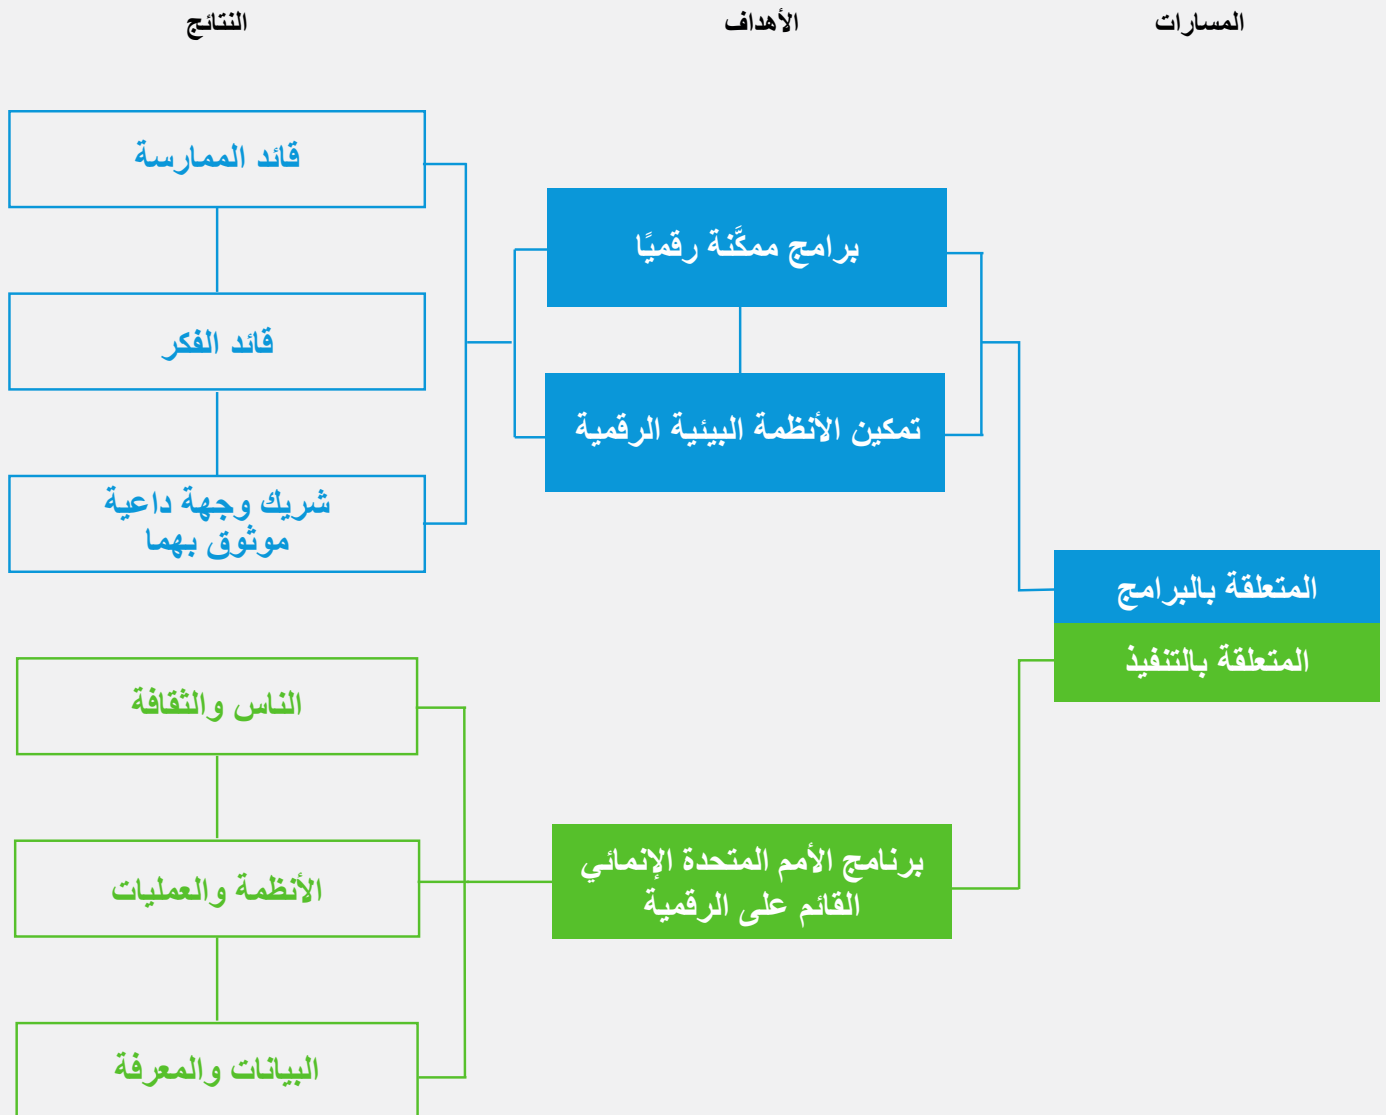 المسارات
الأهداف
النتائج
المتعلقة بالبرامج
المتعلقة بالتنفيذ
برامج ممكَّنة رقميًا
تمكين الأنظمة البيئية الرقمية
قائد الممارسة
قائد الفكر
شريك وجهة داعية
موثوق بهما
برنامج الأمم المتحدة الإنمائي
القائم على الرقمية
الناس والثقافة
الأنظمة والعمليات
البيانات والمعرفة